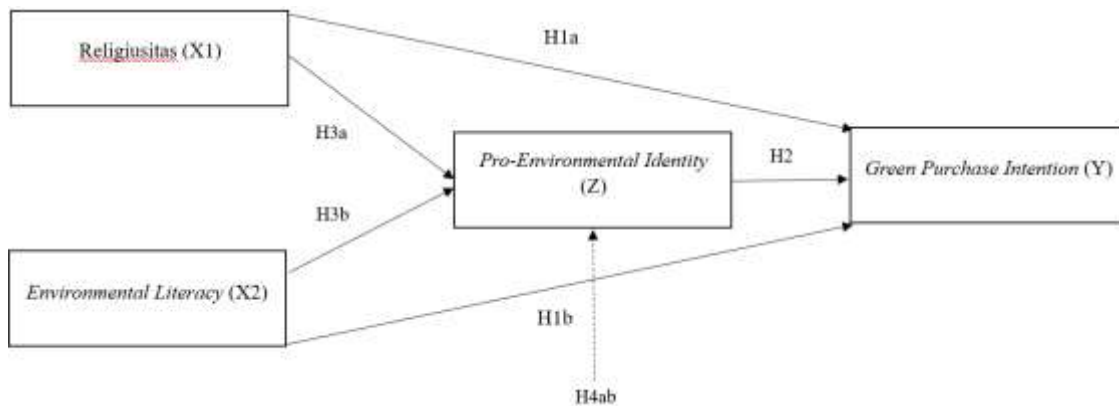 Religiusitas (X1)
H1a
H3a
Pro-Environmental Identity
(Z)
H2
Green Purchase Intention (Y)
H3b
Environmental Literacy (X2)
H1b
H4ab